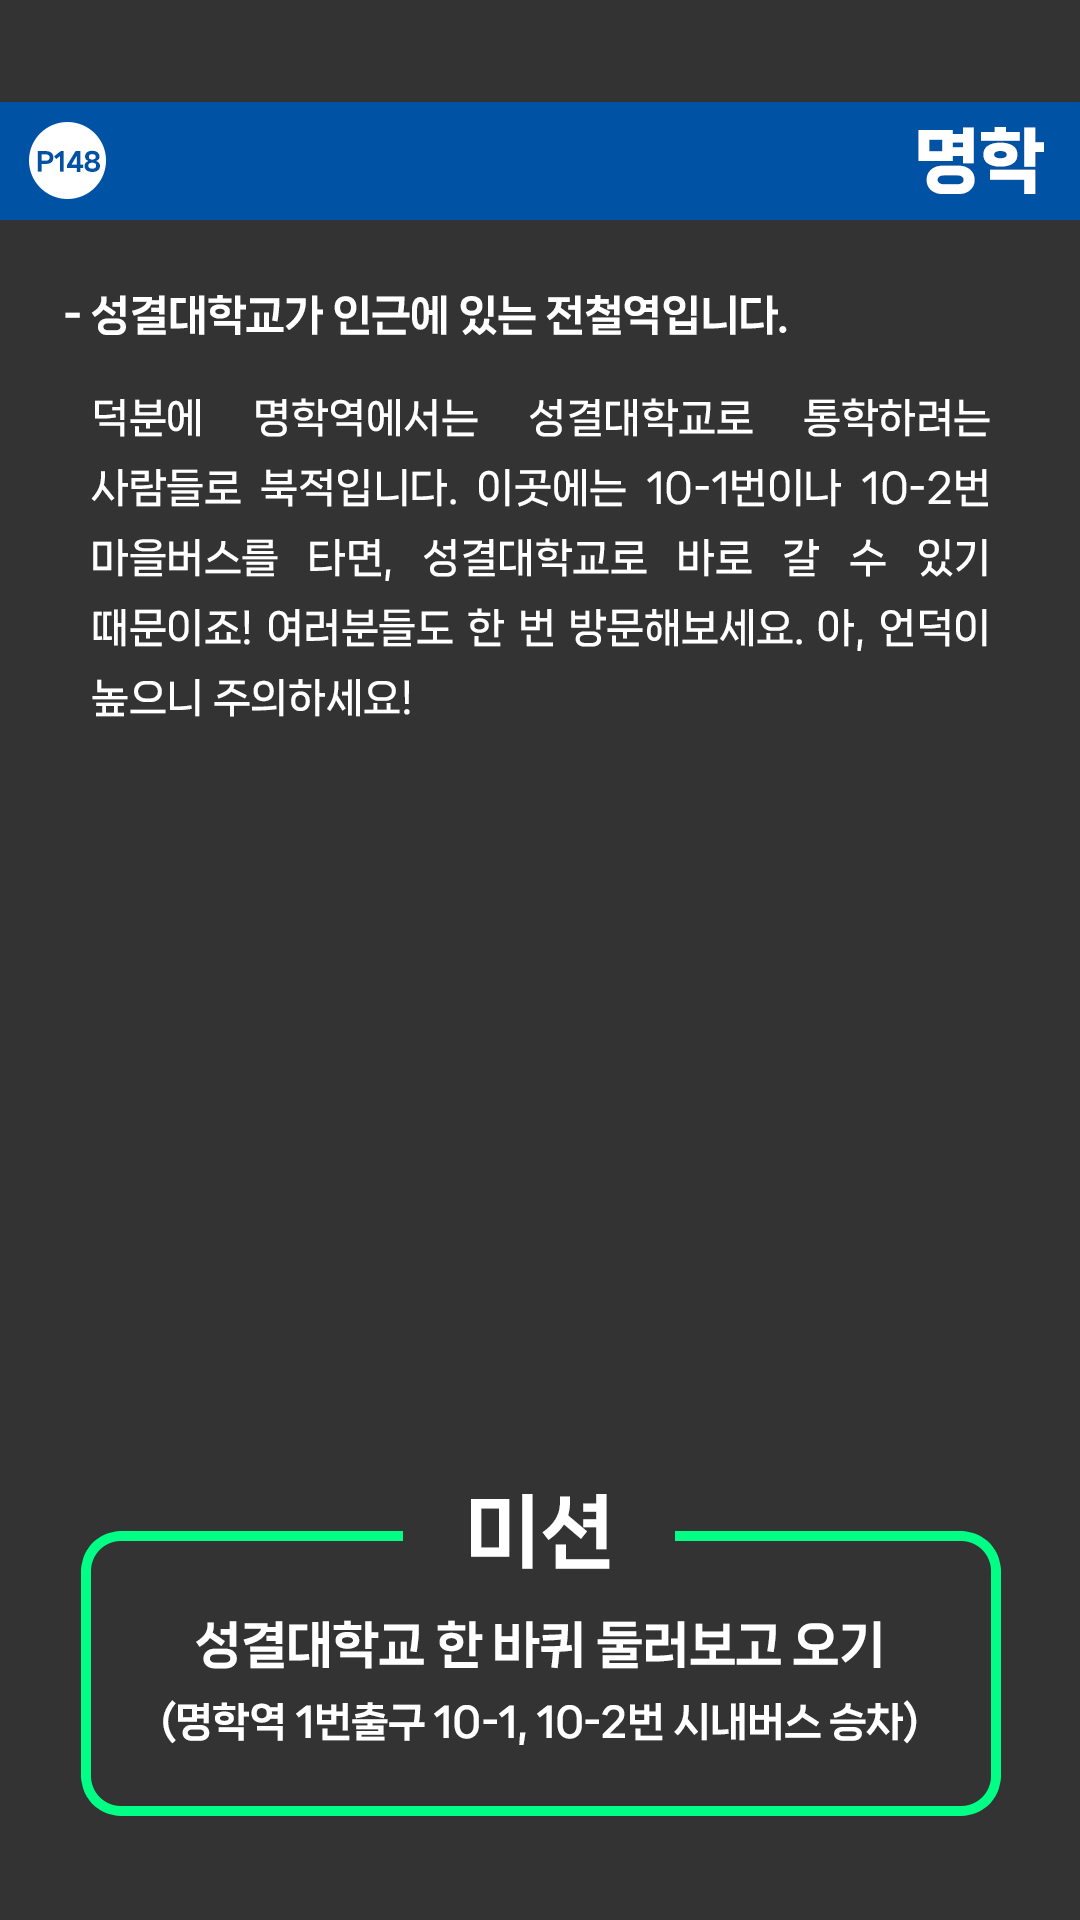 P148
명학
- 성결대학교가 인근에 있는 전철역입니다.
덕분에 명학역에서는 성결대학교로 통학하려는
사람들로 북적입니다. 이곳에는 10-1번이나 10-2번
마을버스를 타면, 성결대학교로 바로 갈 수 있기
때문이죠! 여러분들도 한 번 방문해보세요. 아, 언덕이
높으니 주의하세요!
미션
성결대학교 한 바퀴 둘러보고 오기
(명학역 1번출구 10-1, 10-2번 시내버스 승차)